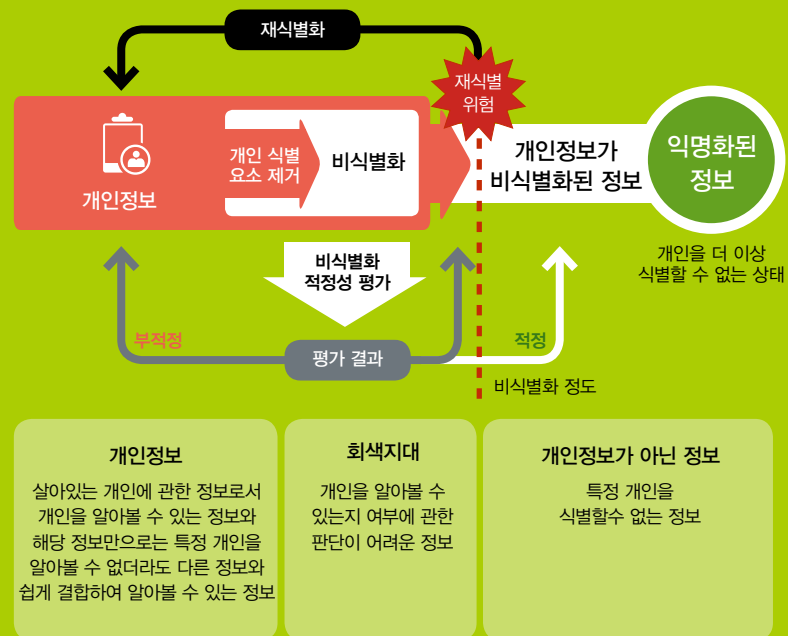 재식별화
재식별
위험
개인정보
개인 식별
요소 제거
비식별화
개인정보가
비식별화된 정보
익명화된
정보
개인을 더 이상
식별할 수 없는 상태
비식별화
적정성 평가
부적정
평가 결과
적정
비식별화 정도
개인정보
살아있는 개인에 관한 정보로서
개인을 알아볼 수 있는 정보와
해당 정보만으로는 특정 개인을
알아볼 수 없더라도 다른 정보와
쉽게 결합하여 알아볼 수 있는 정보
회색지대
개인을 알아볼 수
있는지 여부에 관한
판단이 어려운 정보
개인정보가 아닌 정보
특정 개인을
식별할수 없는 정보